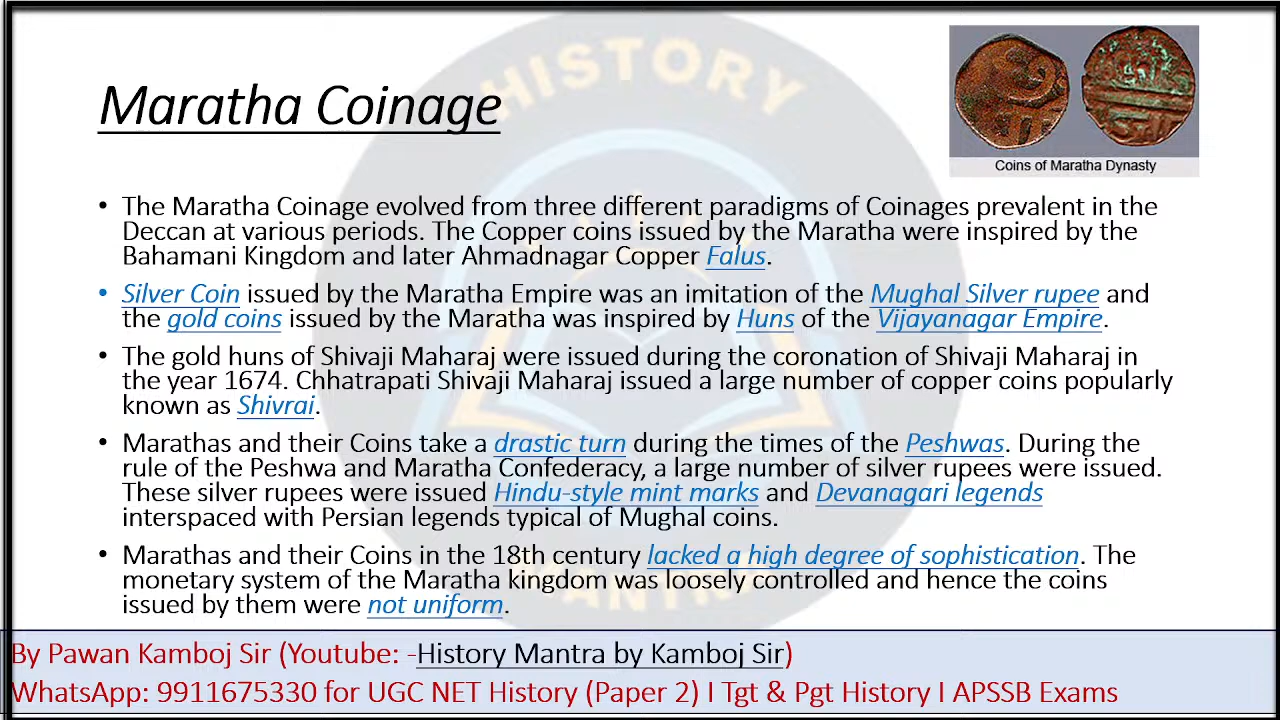 Maratha Coinage
Coins of Maratha Dynasty
• The Maratha Coinage evolved from three different paradigms of Coinages prevalent in the
Deccan at various periods. The Copper coins issued by the Maratha were inspired by the
Bahamani Kingdom and later Ahmadnagar Copper Falus.
• Silver Coin issued by the Maratha Empire was an imitation of the Mughal Silver rupee and
the gold coins issued by the Maratha was inspired by Huns of the Vijayanagar Empire.
• The gold huns of Shivaji Maharaj were issued during the coronation of Shivaji Maharaj in
the year 1674. Chhatrapati Shivaji Maharaj issued a large number of copper coins popularly
known as Shivrai.
• Marathas and their Coins take a drastic turn during the times of the Peshwas. During the
rule of the Peshwa and Maratha Confederacy, a large number of silver rupees were issued.
These silver rupees were issued Hindu-style mint marks and Devanagari legends
interspaced with Persian legends typical of Mughal coins.
• Marathas and their Coins in the 18th century lacked a high degree of sophistication. The
monetary system of the Maratha kingdom was loosely controlled and hence the coins
issued by them were not uniform.
HISTORY
MANTRA
By Pawan Kamboj Sir (Youtube: -History Mantra by Kamboj Sir)
WhatsApp: 9911675330 for UGC NET History (Paper 2) I Tgt & Pgt History I APSSB Exams